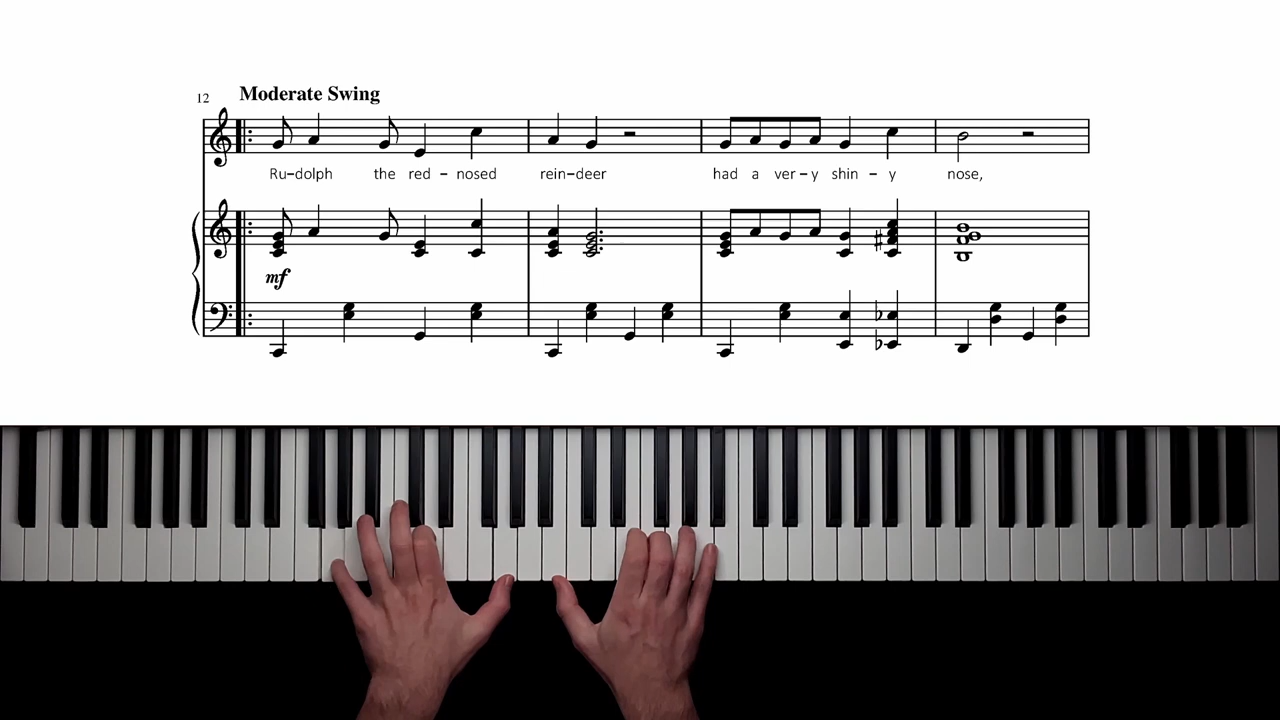 12 Moderate Swing
Ru–dolph the red – nosed rein–deer had a ver–y shin – y nose,
mf